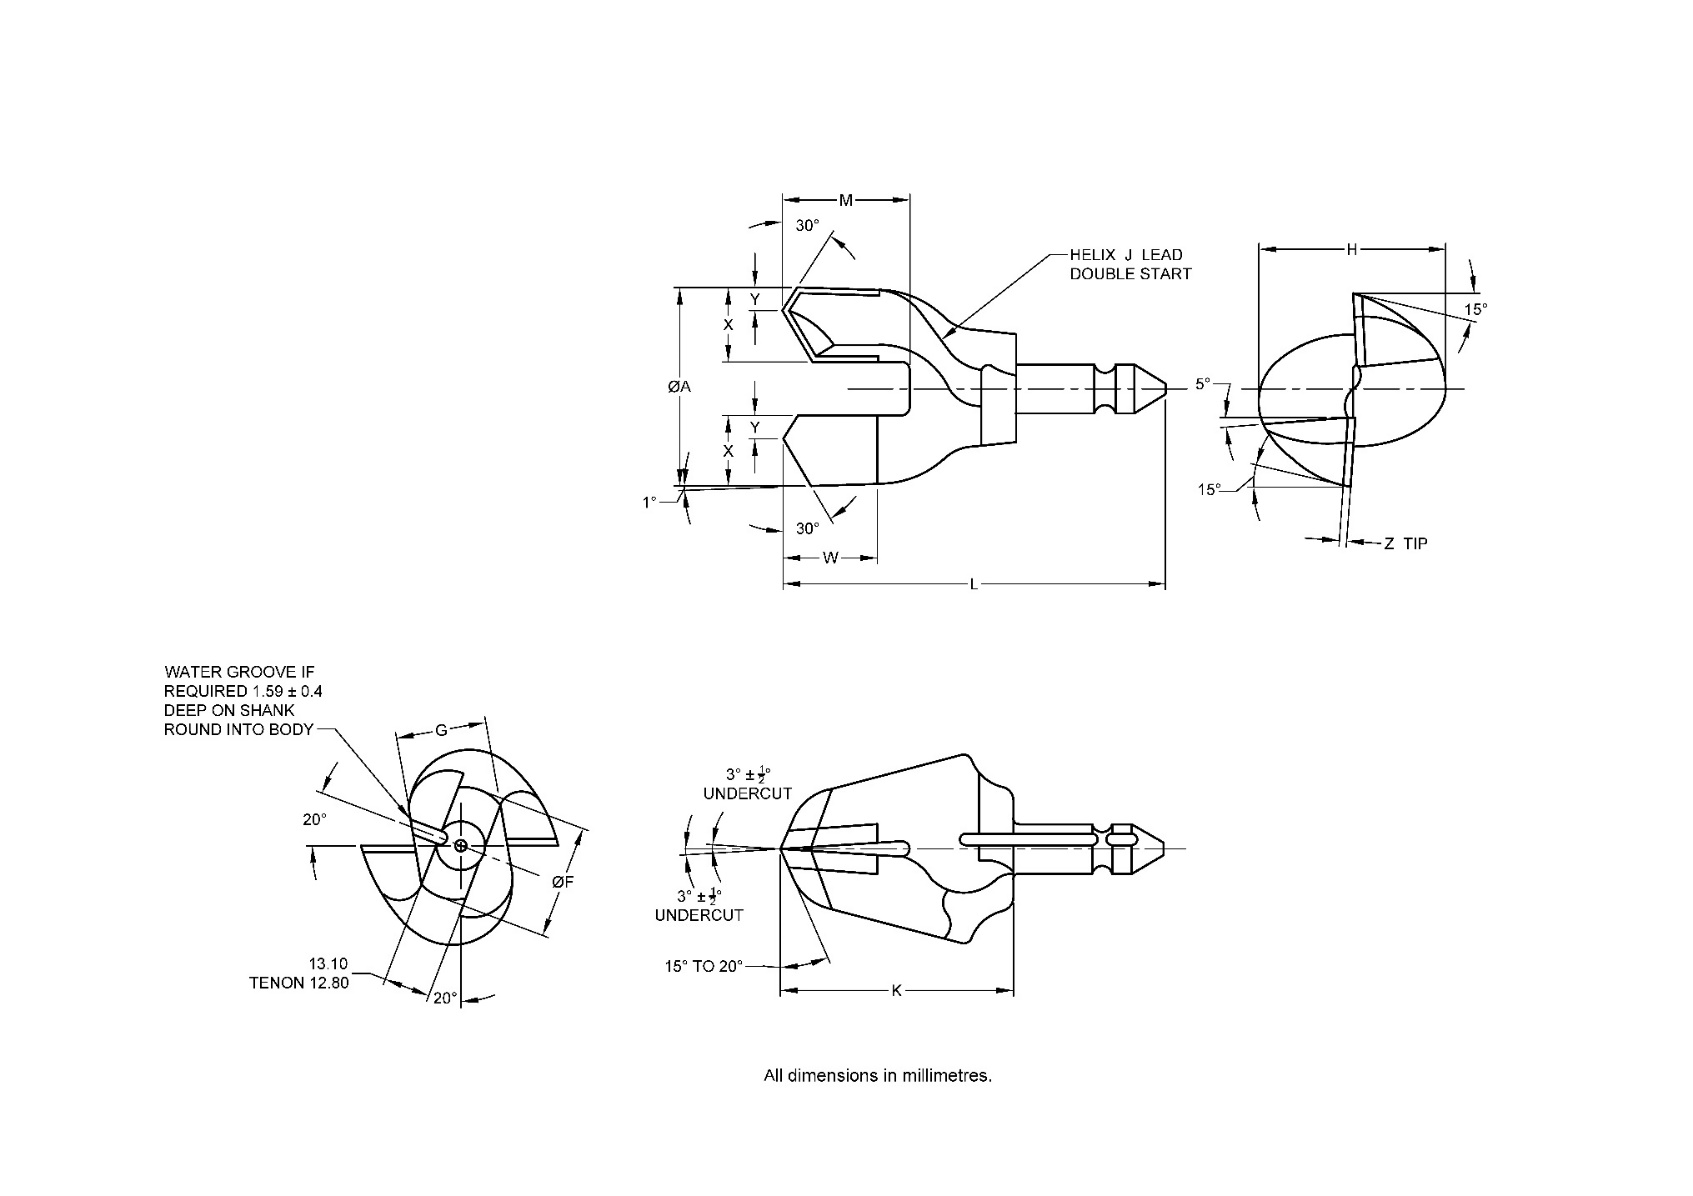 M
30°
HELIX J LEAD
DOUBLE START
H
Y
X
15°
ØA
5°
Y
X
1°
15°
30°
Z TIP
W
L
WATER GROOVE IF
REQUIRED 1.59 ± 0.4
DEEP ON SHANK
ROUND INTO BODY
G
3° ± ½°
UNDERCUT
20°
ØF
3° ± ½°
UNDERCUT
13.10
TENON 12.80
15° TO 20°
20°
K
All dimensions in millimetres.